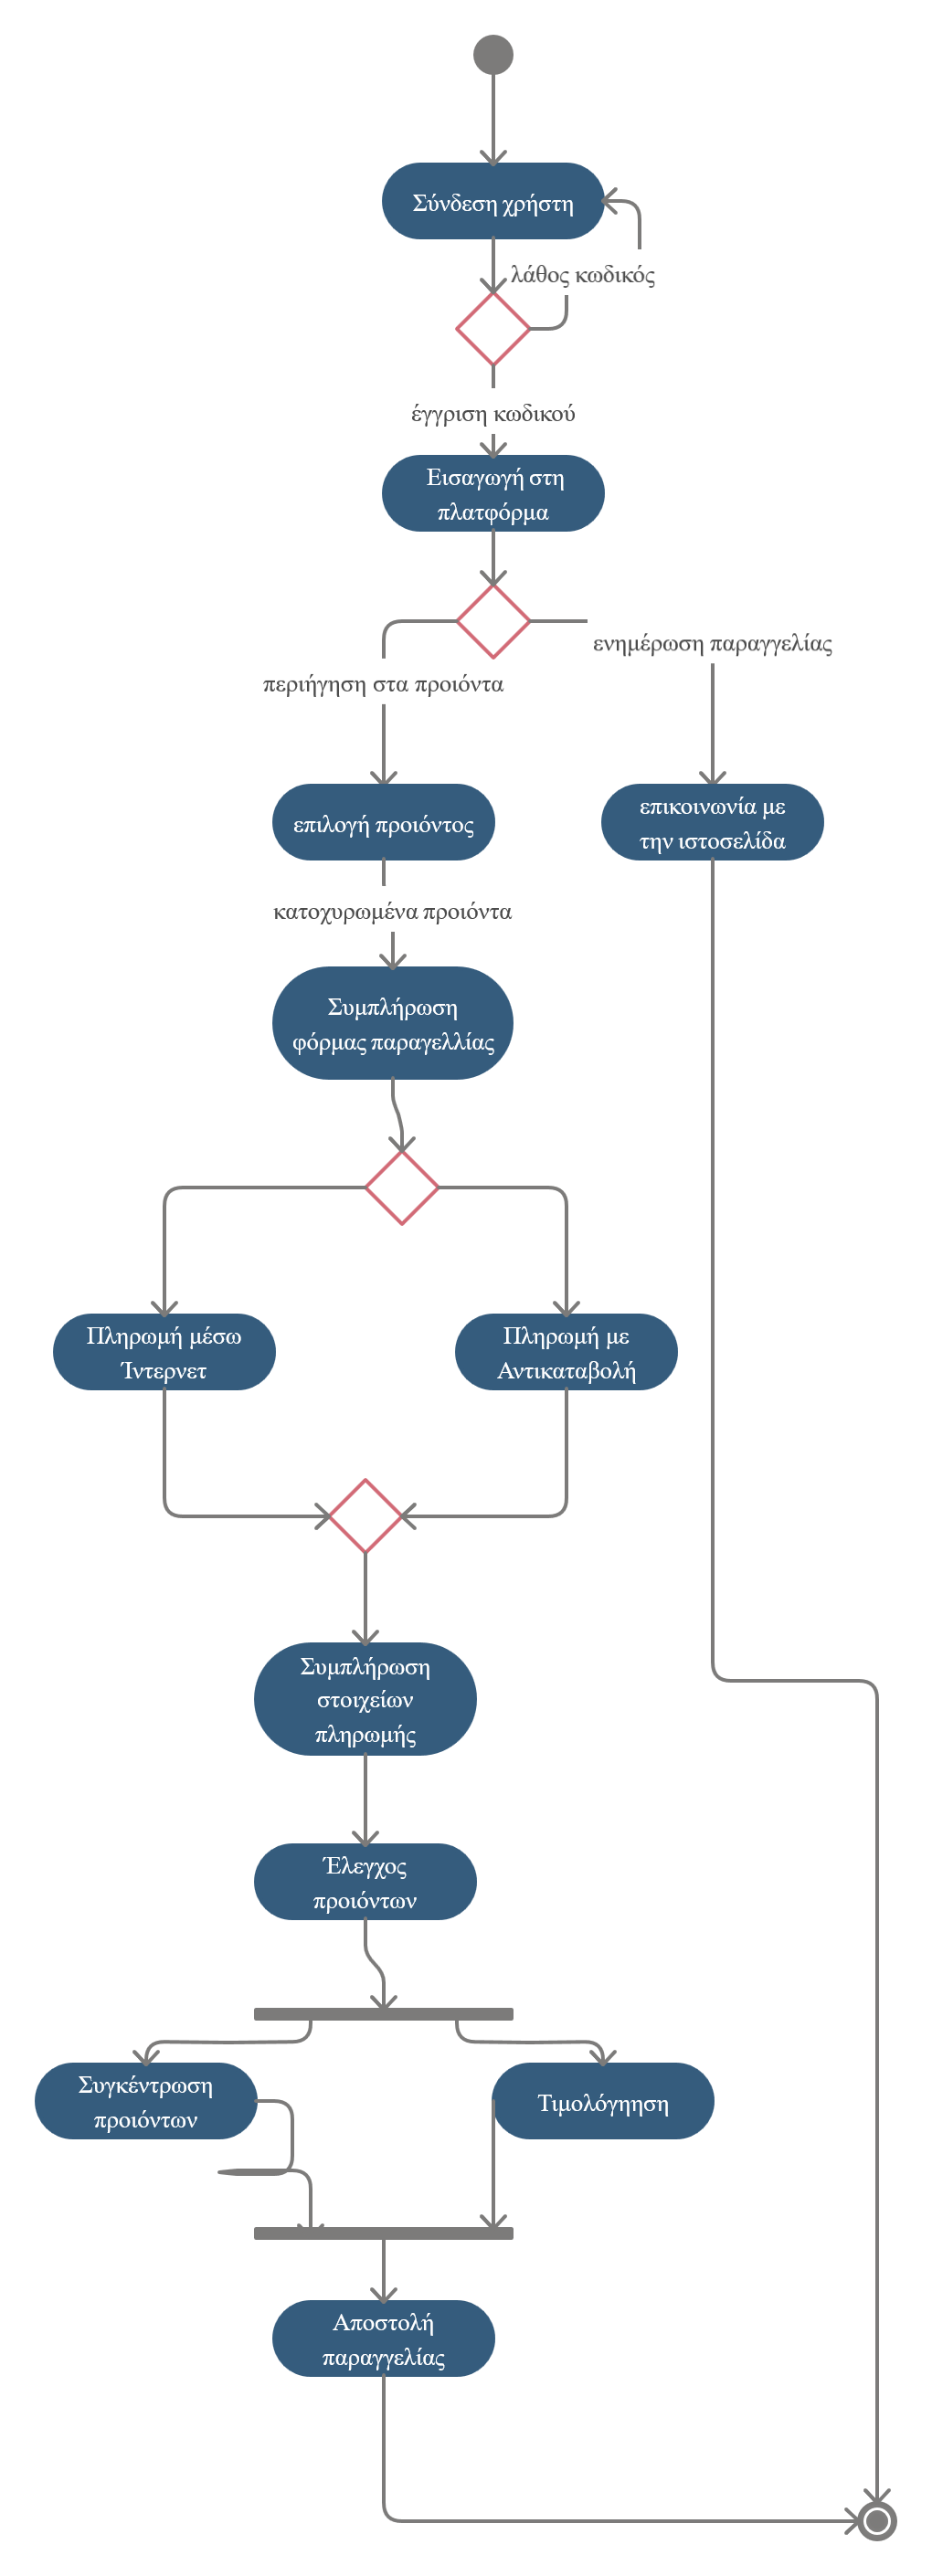 Σύνδεση χρήστη
λάθος κωδικός
έγγριση κωδικού
Εισαγωγή στη
πλατφόρμα
ενημέρωση παραγγελίας
περιήγηση στα προιόντα
επιλογή προιόντος
επικοινωνία με
την ιστοσελίδα
κατοχυρωμένα προιόντα
Συμπλήρωση
φόρμας παραγελλίας
Πληρωμή μέσω
Ίντερνετ
Πληρωμή με
Αντικαταβολή
Συμπλήρωση
στοιχείων
πληρωμής
Έλεγχος
προιόντων
Συγκέντρωση
προιόντων
Τιμολόγηηση
Αποστολή
παραγγελίας